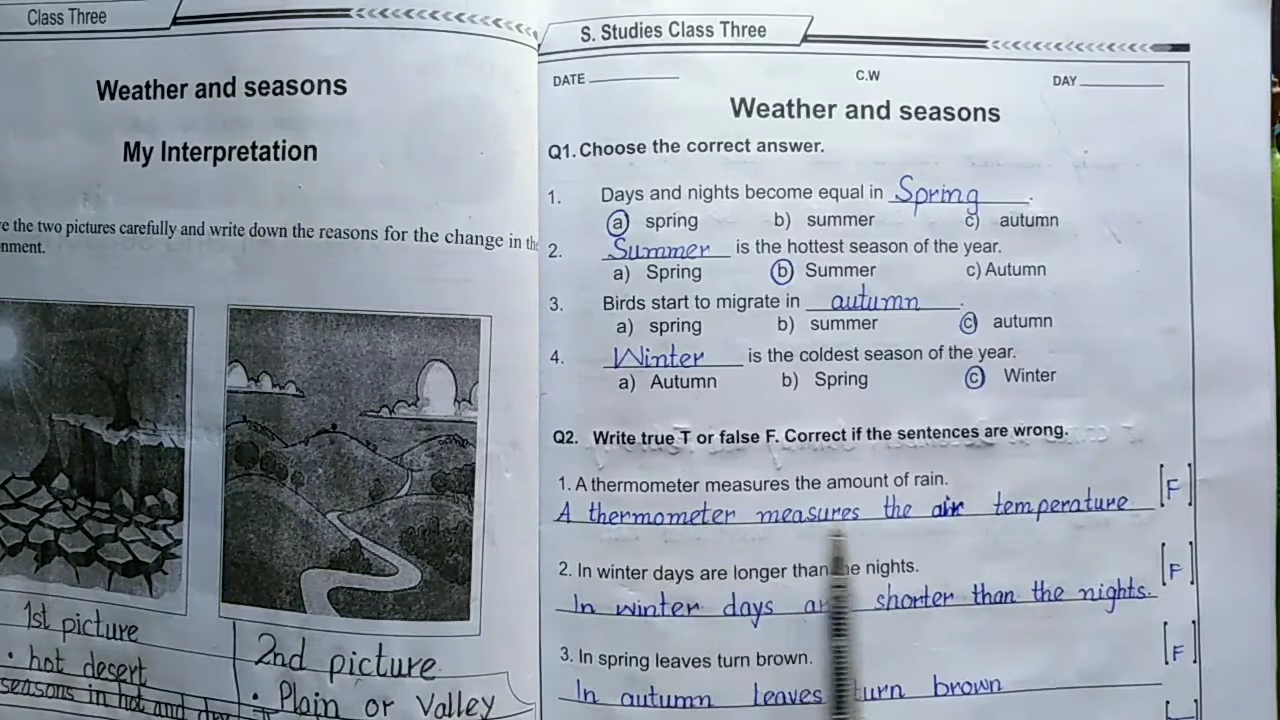 Class Three
Weather and seasons
My Interpretation
the two pictures carefully and write down the reasons for the change in
1st picture
• hot desert
seasons in hot and
2nd picture
• Plain or Valley
S. Studies Class Three
DATE
C.W
DAY
Weather and seasons
Q1. Choose the correct answer.
1. Days and nights become equal in Spring.
a) spring b) summer c) autumn
2. Summer is the hottest season of the year.
a) Spring b) Summer c) Autumn
3. Birds start to migrate in autumn.
a) spring b) summer c) autumn
4. Winter is the coldest season of the year.
a) Autumn b) Spring c) Winter
Q2. Write true T or false F. Correct if the sentences are wrong.
1. A thermometer measures the amount of rain. [F]
A thermometer measures the air temperature
2. In winter days are longer than nights. [F]
In winter days shorter than the nights.
3. In spring leaves turn brown. [F]
In autumn leaves turn brown